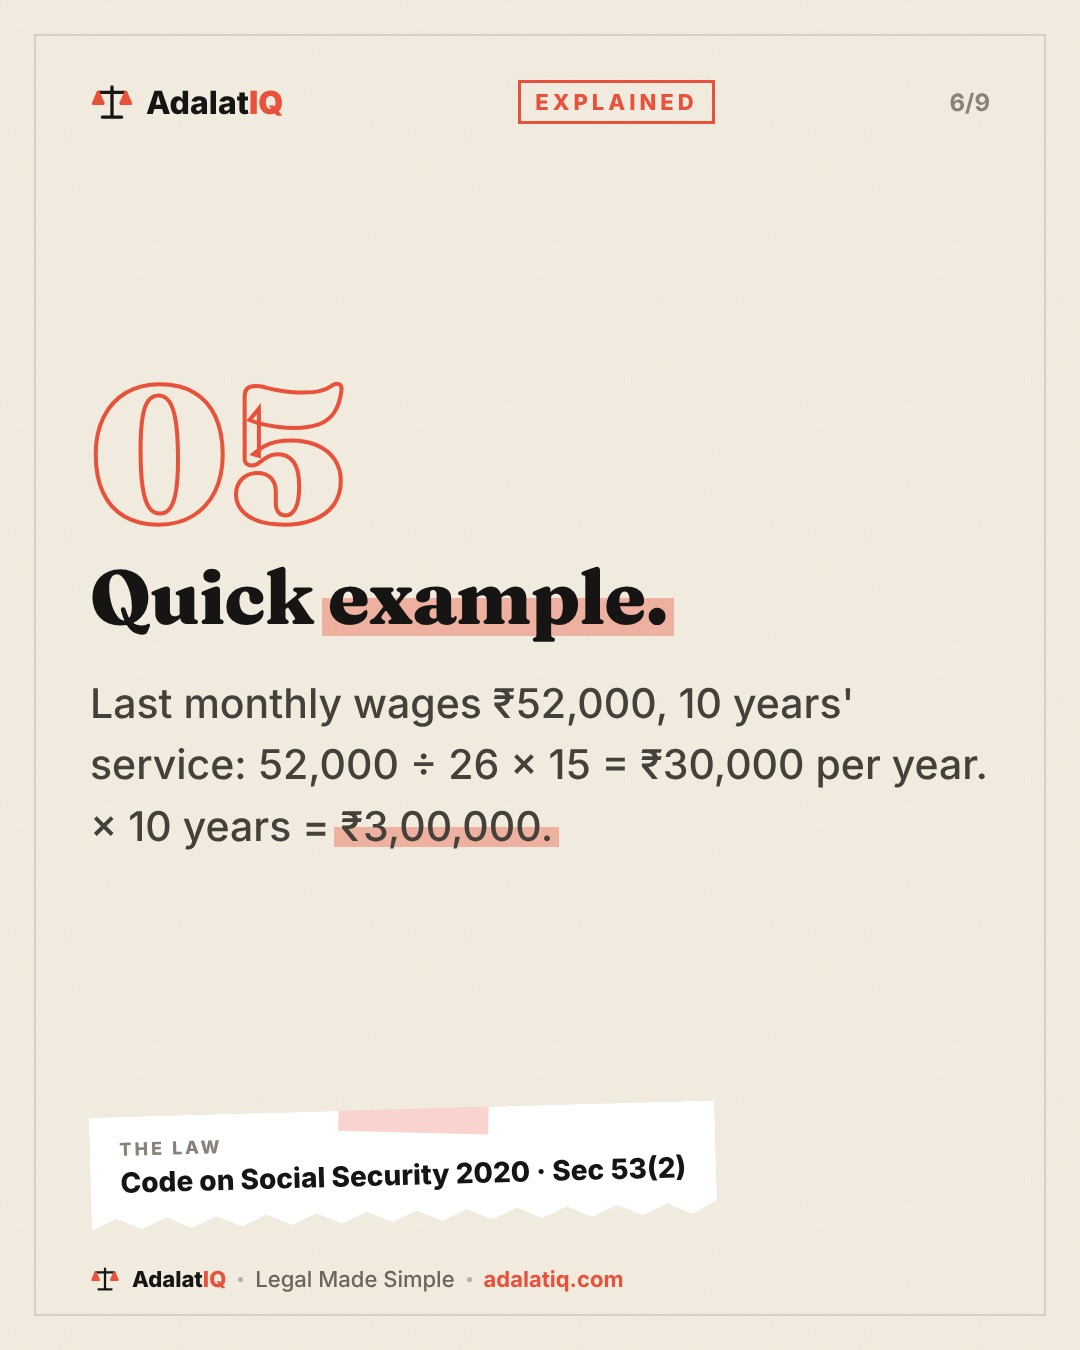 AdalatIQ
EXPLAINED
6/9
05
Quick example.
Last monthly wages ₹52,000, 10 years'
service: 52,000 ÷ 26 × 15 = ₹30,000 per year.
× 10 years = ₹3,00,000.
THE LAW
Code on Social Security 2020 · Sec 53(2)
AdalatIQ • Legal Made Simple • adalatiq.com